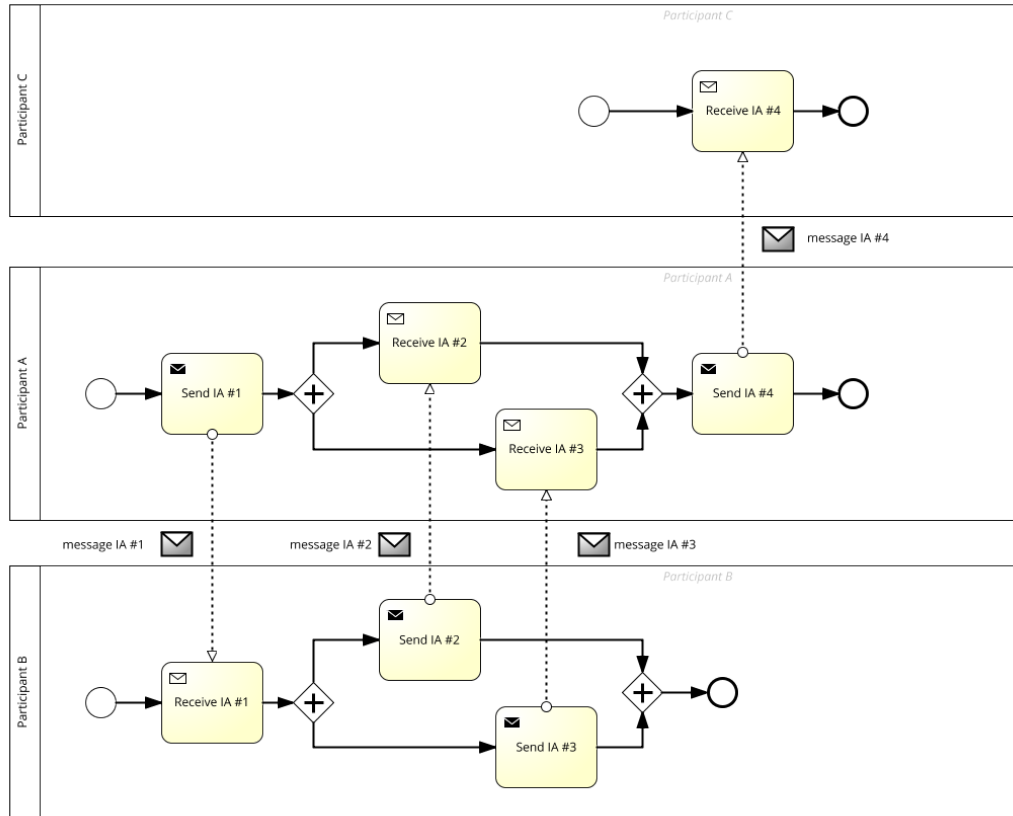 Participant C
Participant C
Receive IA #4
message IA #4
Participant A
Participant A
Receive IA #2
Send IA #1
Send IA #4
Receive IA #3
message IA #1
message IA #2
message IA #3
Participant B
Participant B
Send IA #2
Receive IA #1
Send IA #3